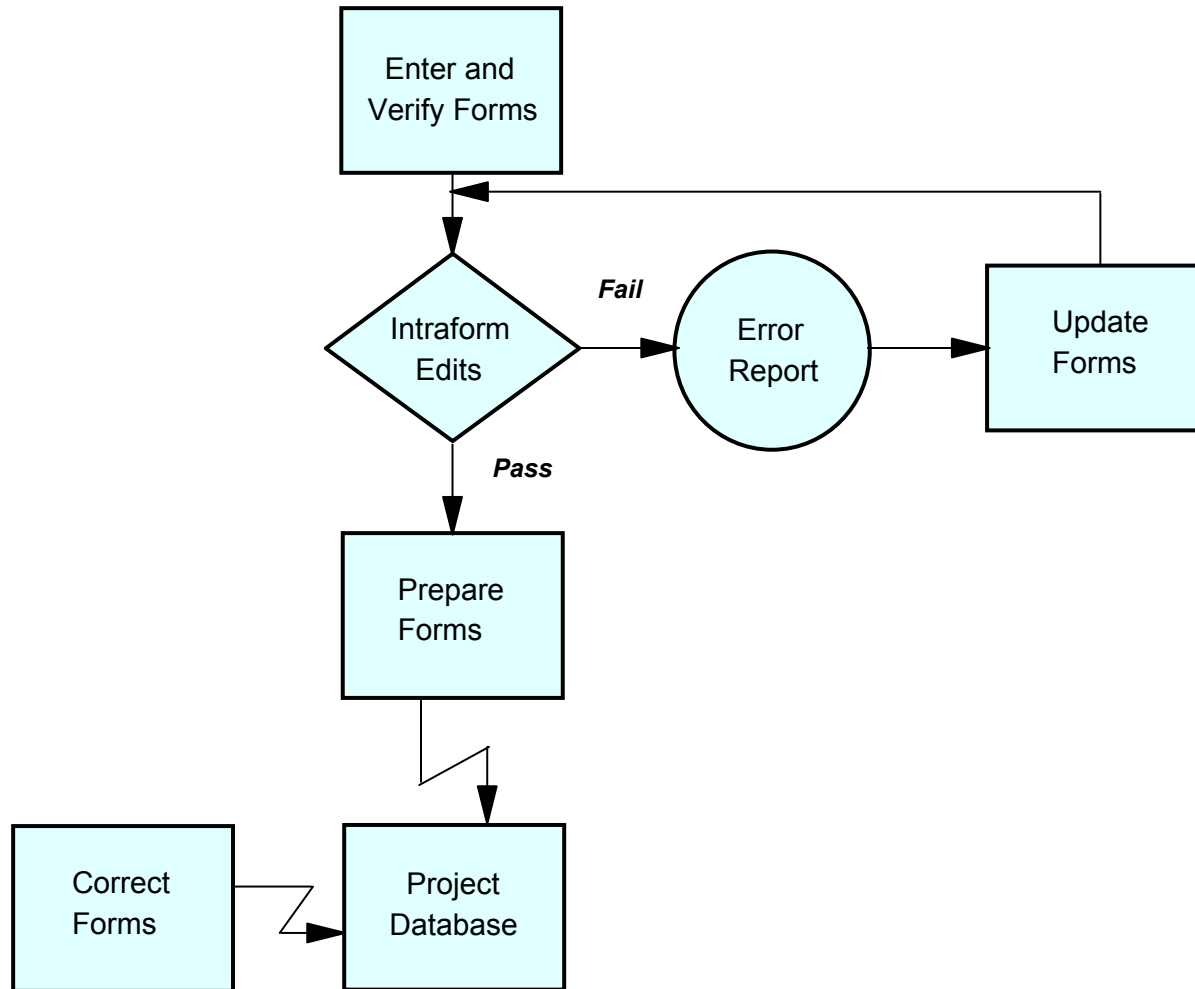 Enter and
Verify Forms
Fail
Intraform
Edits
Error
Report
Update
Forms
Pass
Prepare
Forms
Correct
Forms
Project
Database